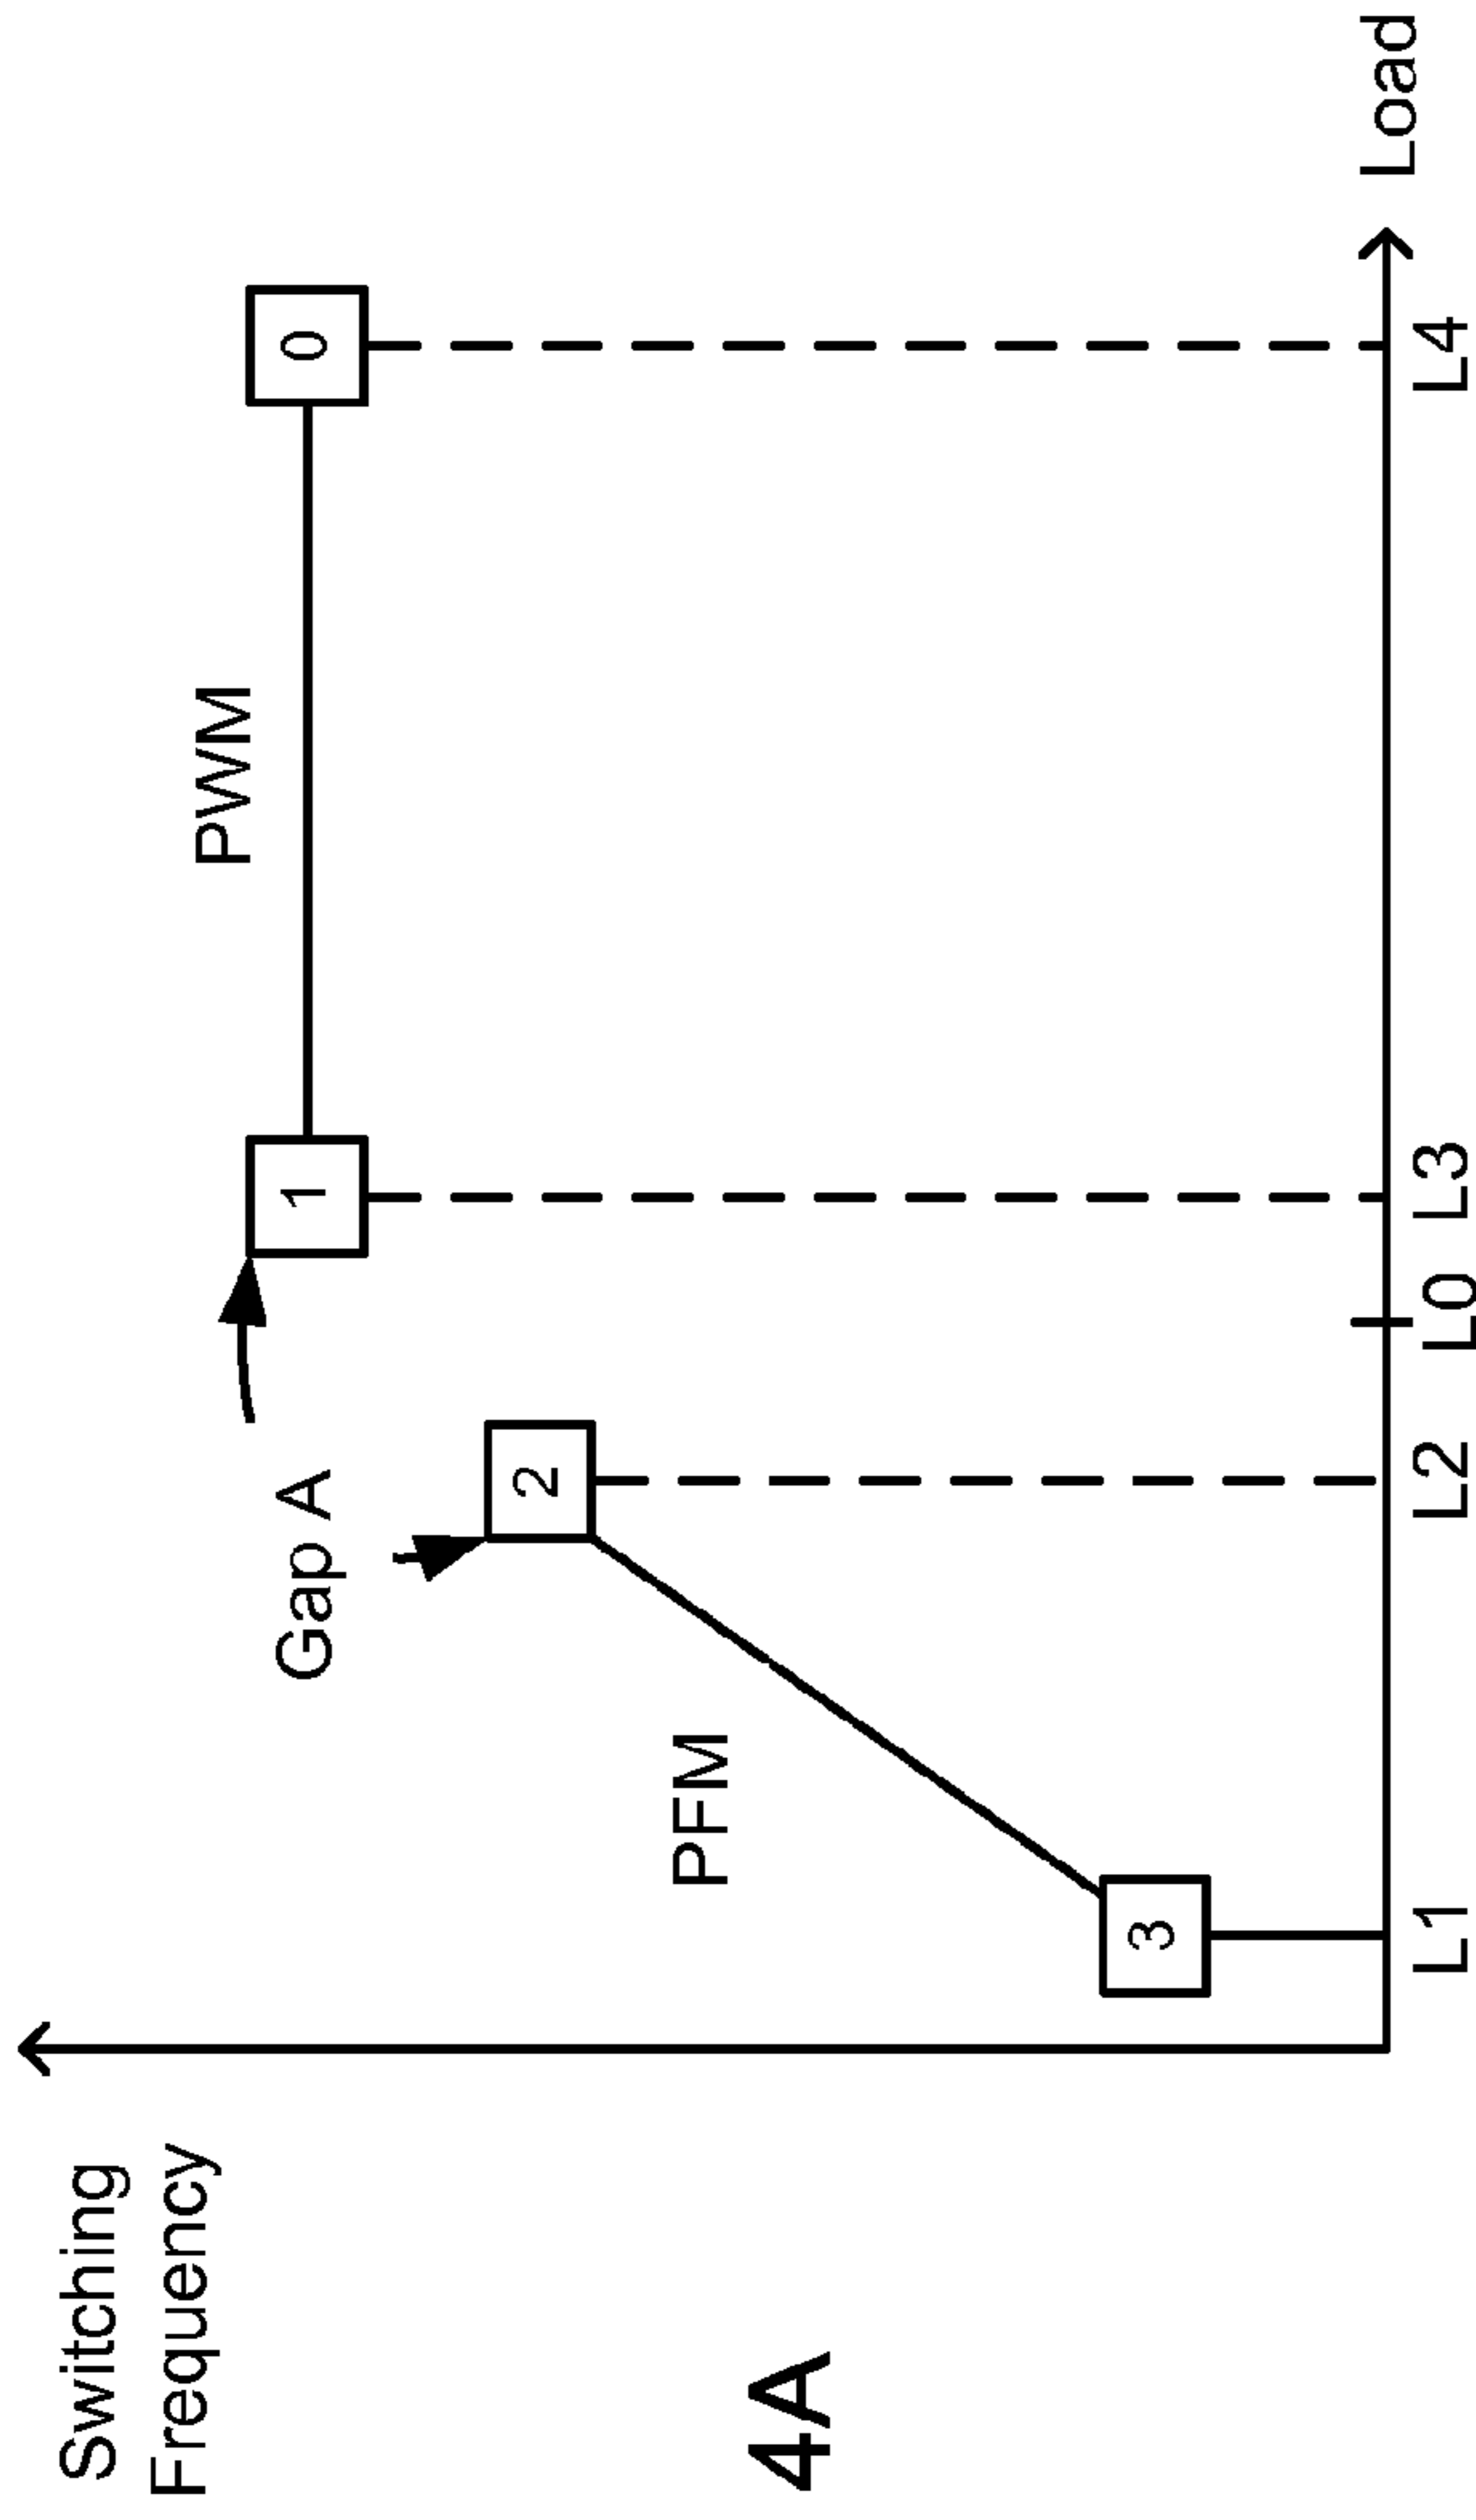 Switching
Frequency
PWM
1
0
Gap A
2
PFM
3
4A
Load
L1
L2
L0
L3
L4